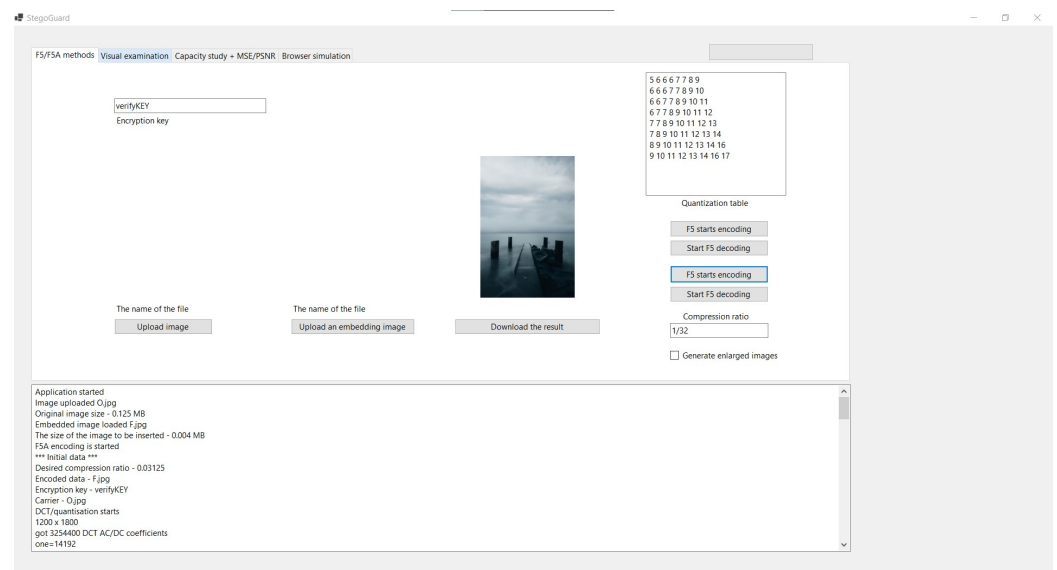 StegoGuard
F5/F5A methods Visual examination Capacity study + MSE/PSNR Browser simulation
verifyKEY
Encryption key
5 6 6 6 7 7 8 9
6 6 6 7 7 8 9 10
6 6 7 7 8 9 10 11
6 7 7 8 9 10 11 12
7 7 8 9 10 11 12 13
7 8 9 10 11 12 13 14
8 9 10 11 12 13 14 16
9 10 11 12 13 14 16 17
Quantization table
F5 starts encoding
Start F5 decoding
F5 starts encoding
Start F5 decoding
The name of the file
Upload image
The name of the file
Upload an embedding image
Download the result
Compression ratio
1/32
Generate enlarged images
Application started
Image uploaded O.jpg
Original image size - 0.125 MB
Embedded image loaded F.jpg
The size of the image to be inserted - 0.004 MB
F5A encoding is started
*** Initial data ***
Desired compression ratio - 0.03125
Encoded data - F.jpg
Encryption key - verifyKEY
Carrier - O.jpg
DCT/quantisation starts
1200 x 1800
got 3254400 DCT AC/DC coefficients
one=14192